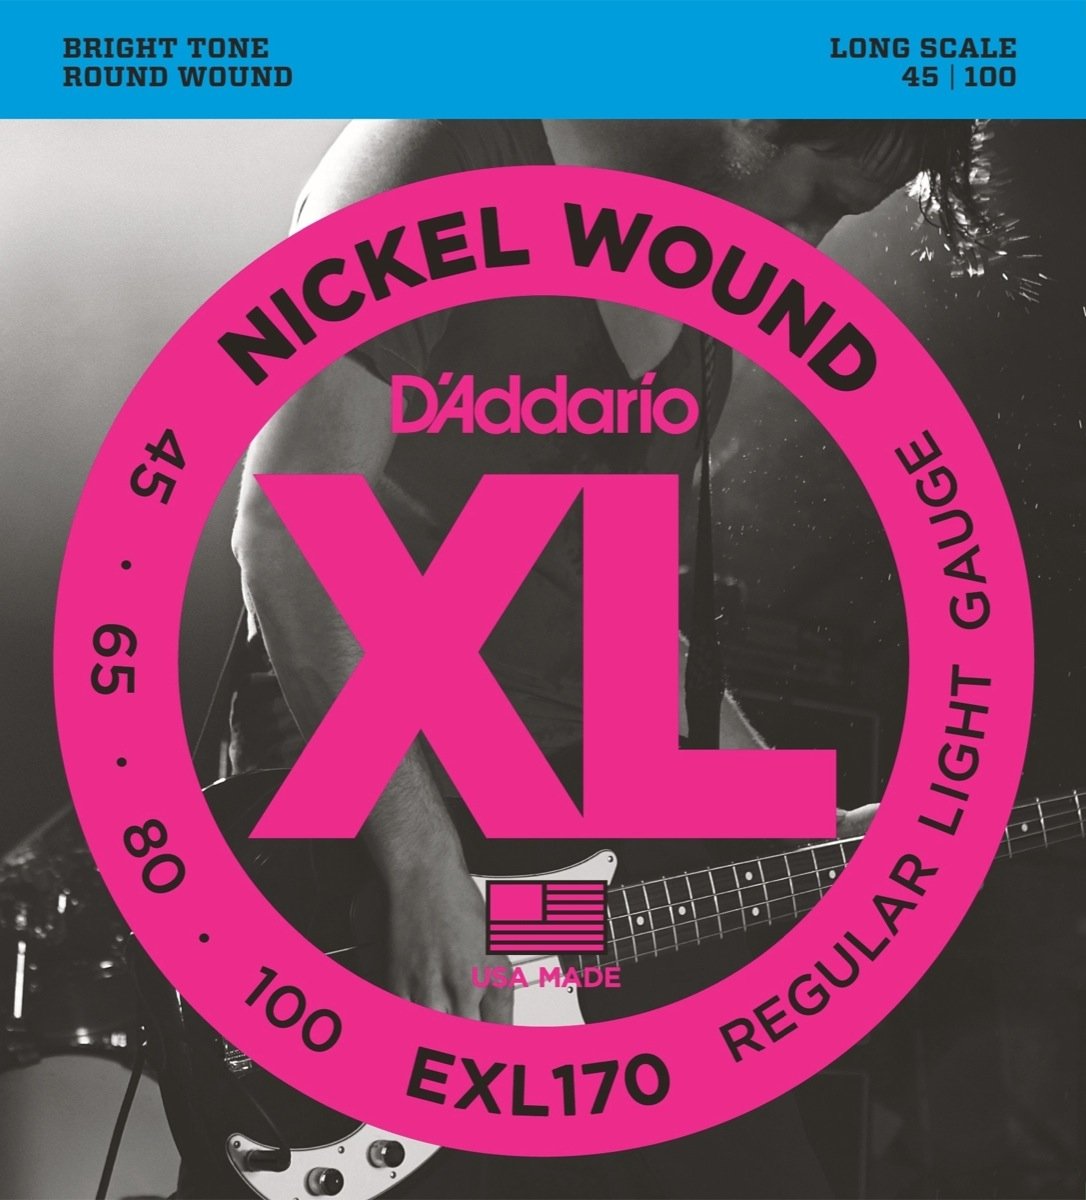 BRIGHT TONE
ROUND WOUND
LONG SCALE
45 | 100
NICKEL WOUND
D'Addario
XL
USA MADE
45 · 65 · 80 · 100
EXL170
REGULAR LIGHT GAUGE